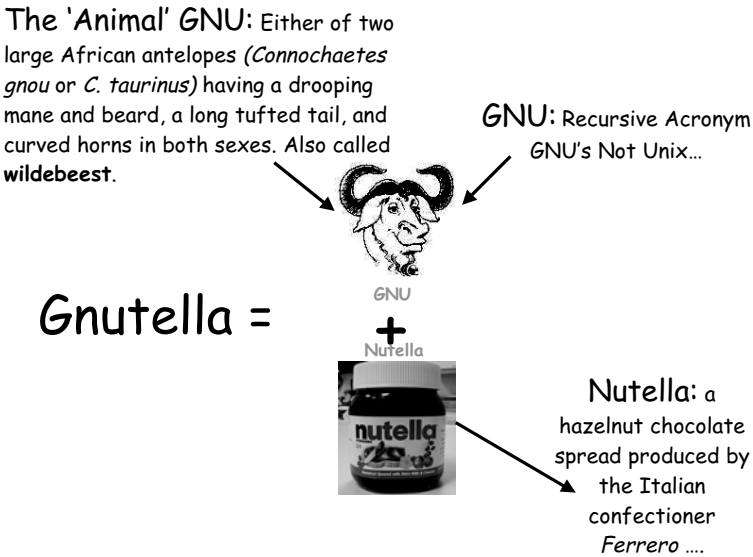 The ‘Animal’ GNU: Either of two
large African antelopes (Connochaetes
gnou or C. taurinus) having a drooping
mane and beard, a long tufted tail, and
curved horns in both sexes. Also called
wildebeest.
GNU: Recursive Acronym
GNU’s Not Unix…
GNU
Gnutella =
+
Nutella
nutella
Nutella: a
hazelnut chocolate
spread produced by
the Italian
confectioner
Ferrero ….